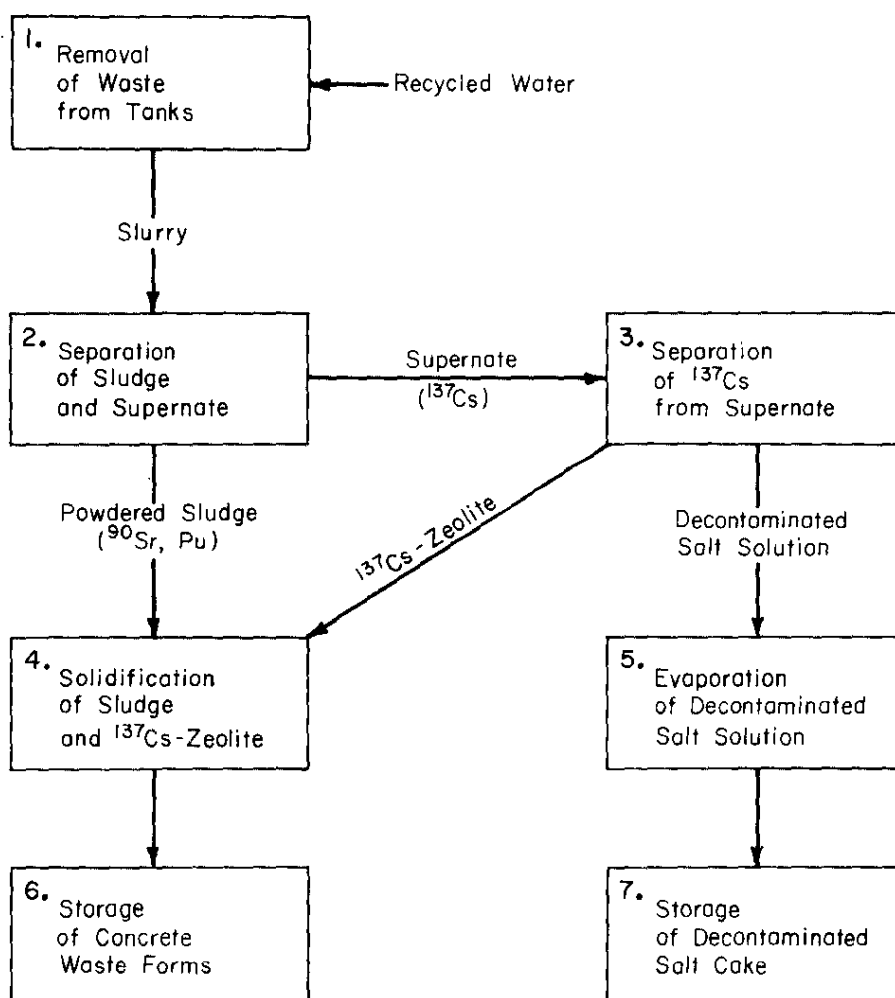 1.
Removal
of Waste
from Tanks
Recycled Water
Slurry
2.
Separation
of Sludge
and Supernate
Supernate
(¹³⁷Cs)
3.
Separation
of ¹³⁷Cs
from Supernate
Powdered Sludge
(⁹⁰Sr, Pu)
¹³⁷Cs-Zeolite
Decontaminated
Salt Solution
4.
Solidification
of Sludge
and ¹³⁷Cs-Zeolite
5.
Evaporation
of Decontaminated
Salt Solution
6.
Storage
of Concrete
Waste Forms
7.
Storage
of Decontaminated
Salt Cake